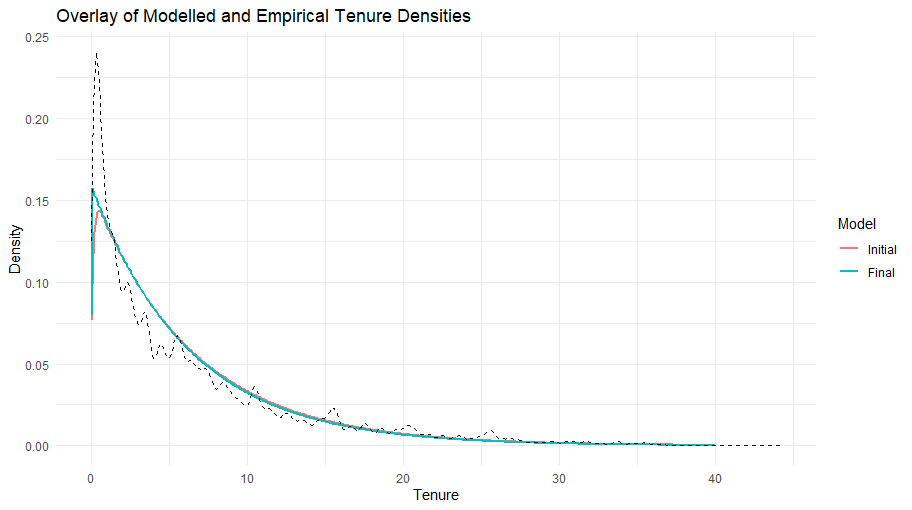 Overlay of Modelled and Empirical Tenure Densities
0.25
0.20
0.15
0.10
0.05
0.00
Density
0 10 20 30 40
Tenure
Model
Initial
Final